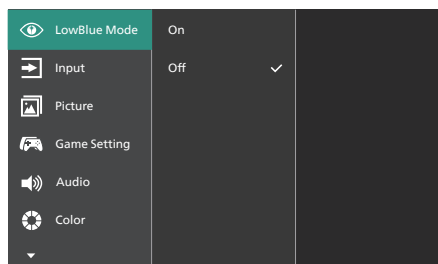 LowBlue Mode
On
Input
Off
Picture
Game Setting
Audio
Color